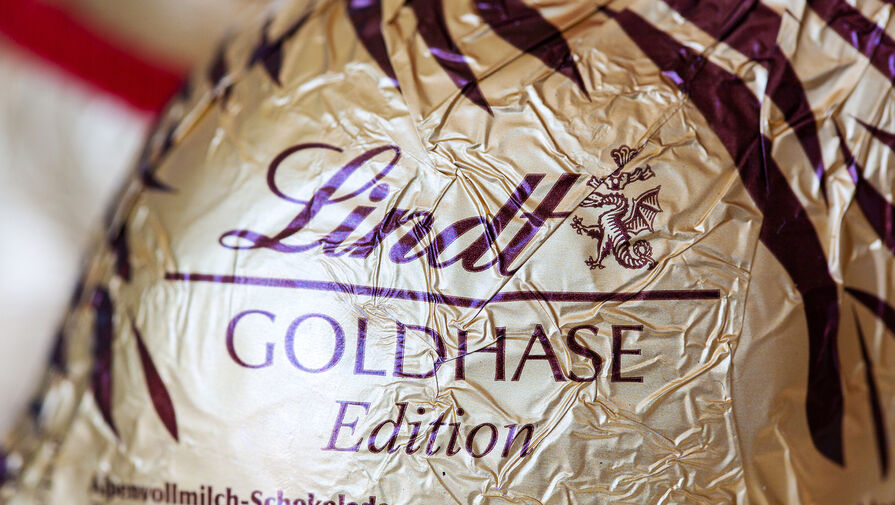 Lindt
GOLDHASE
Edition
Alpenvollmilch-Schokolade